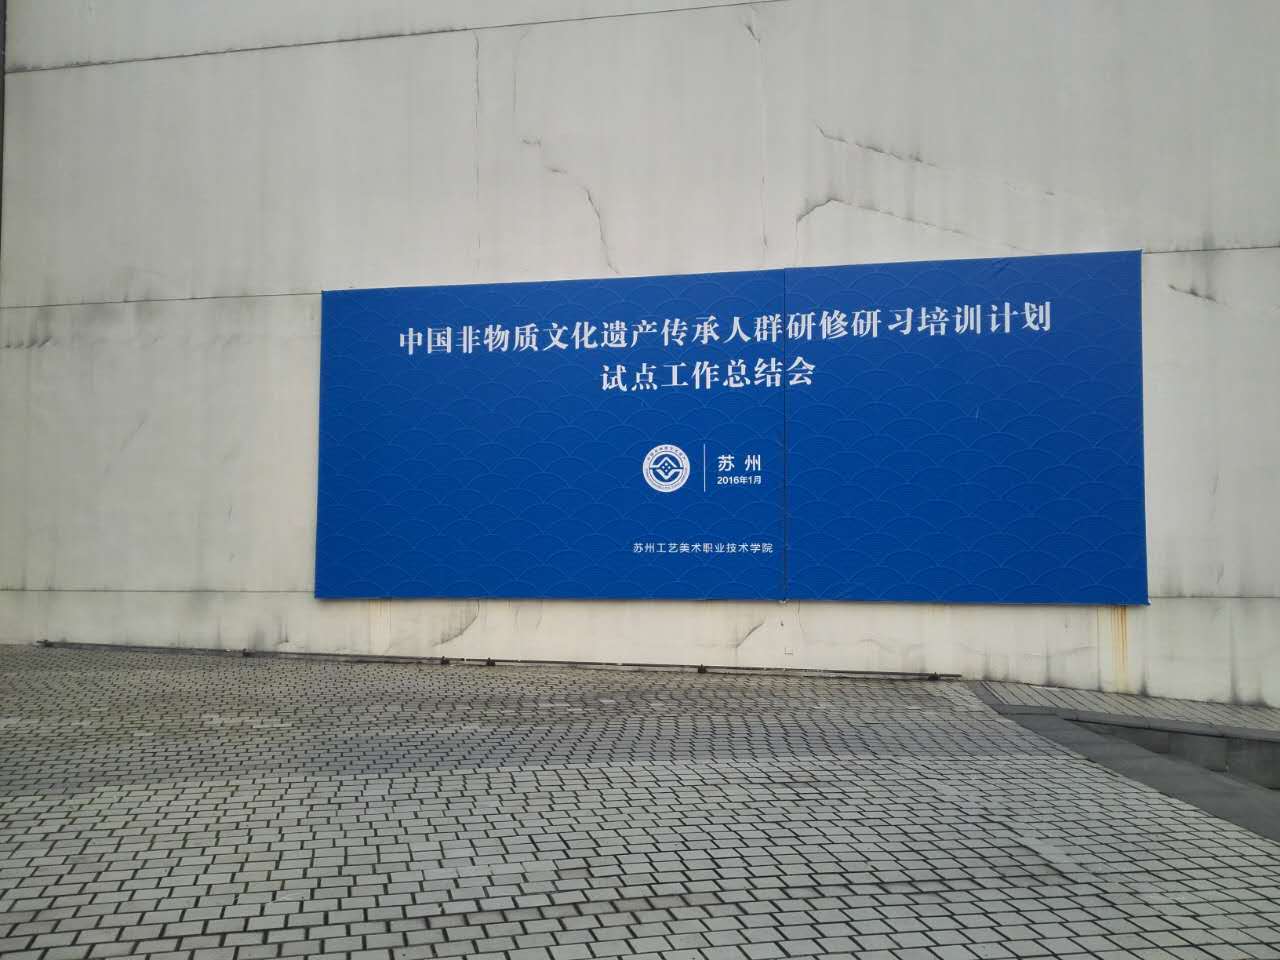 中国非物质文化遗产传承人群研修研习培训计划
试点工作总结会
苏州
2016年1月
苏州工艺美术职业技术学院